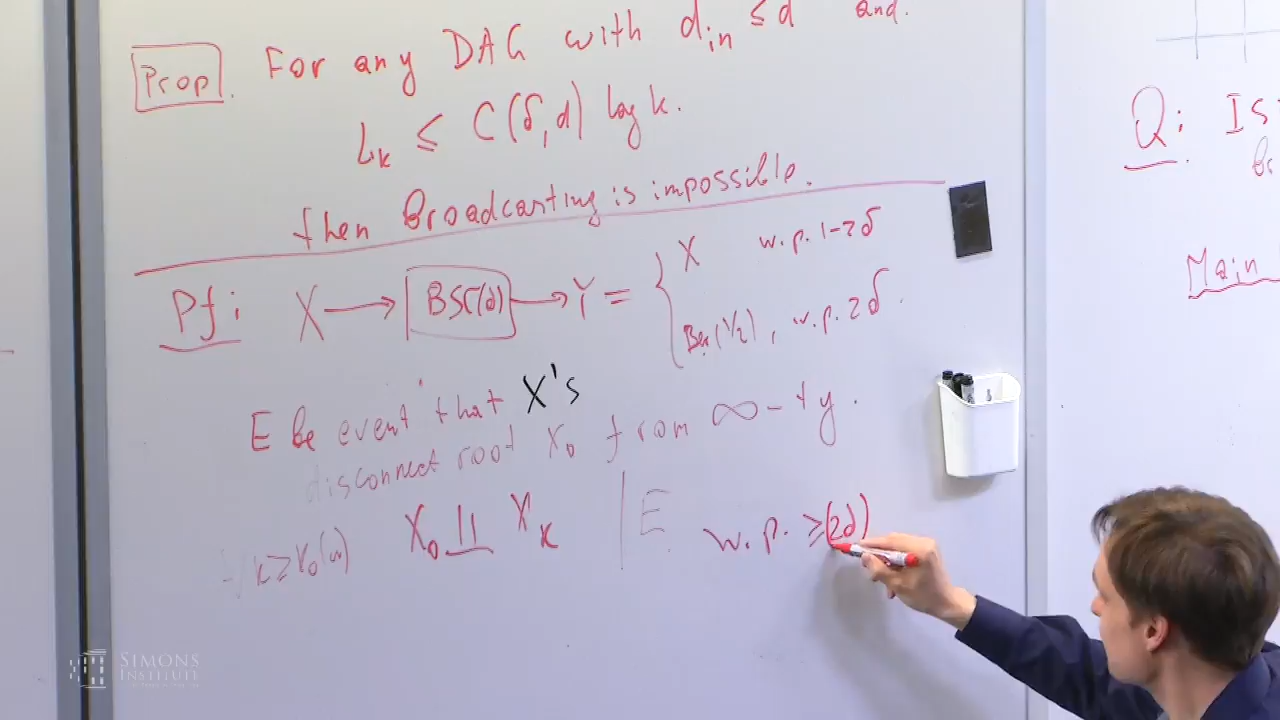 Prop. For any DAG with d_in ≤ d and.
L_k ≤ C(δ,d) log k.
then Broadcasting is impossible.
Pf: X → BSC(δ) → Y = { X w.p. 1-2δ
Ber(1/2), w.p. 2δ.
E be event that X's
disconnect root X_0 from ∞-ty.
k≥k_0(ω) X_0 ⫫ X_k | E. w.p. ≥(2δ)
Q: Is
Main
SIMONS
INSTITUTE